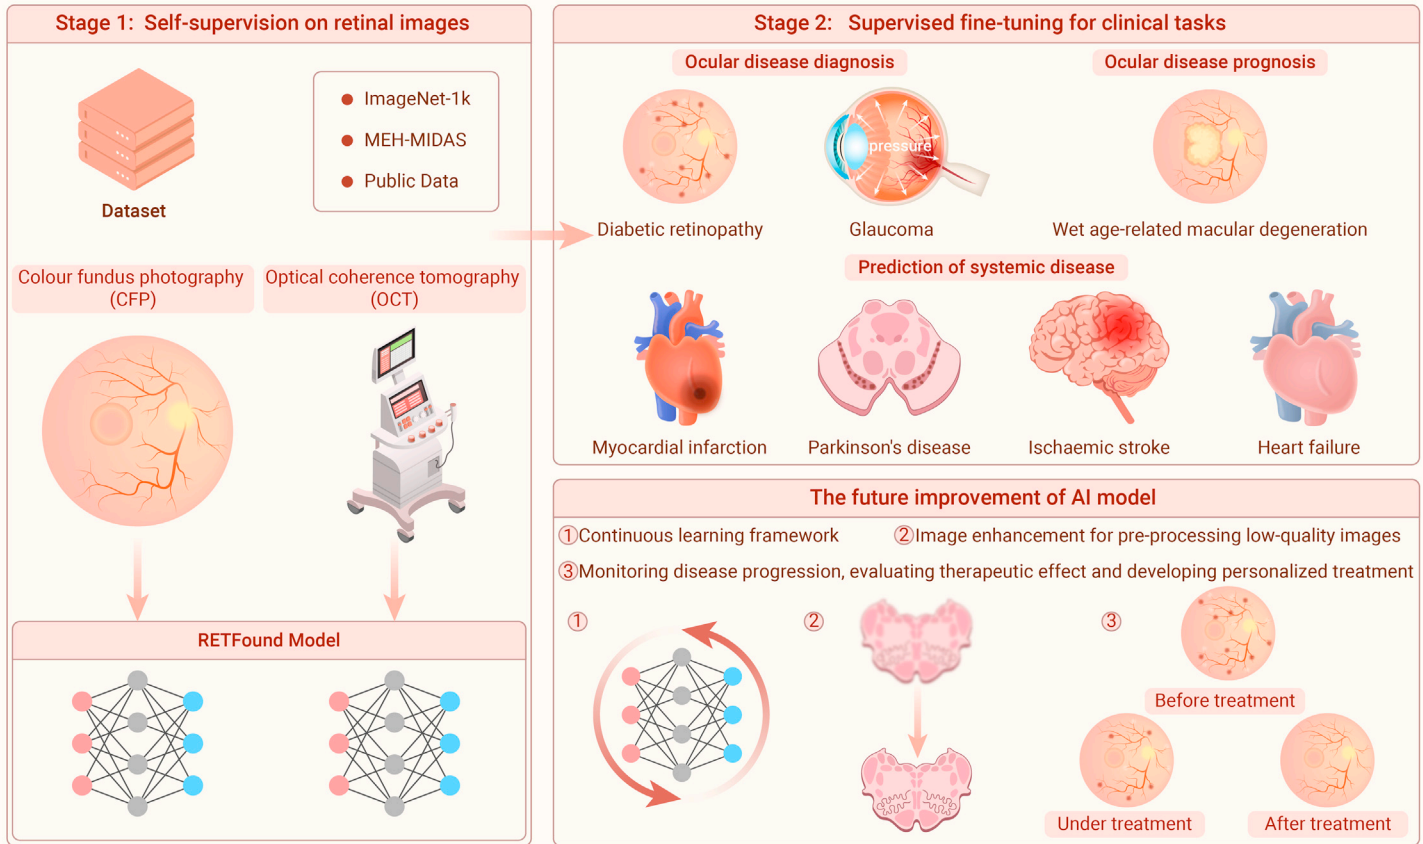 Stage 1: Self-supervision on retinal images
ImageNet-1k
MEH-MIDAS
Public Data
Dataset
Colour fundus photography
(CFP)
Optical coherence tomography
(OCT)
RETFound Model
Stage 2: Supervised fine-tuning for clinical tasks
Ocular disease diagnosis
Ocular disease prognosis
pressure
Diabetic retinopathy
Glaucoma
Wet age-related macular degeneration
Prediction of systemic disease
Myocardial infarction
Parkinson's disease
Ischaemic stroke
Heart failure
The future improvement of AI model
①Continuous learning framework
②Image enhancement for pre-processing low-quality images
③Monitoring disease progression, evaluating therapeutic effect and developing personalized treatment
①
②
③
Before treatment
Under treatment
After treatment